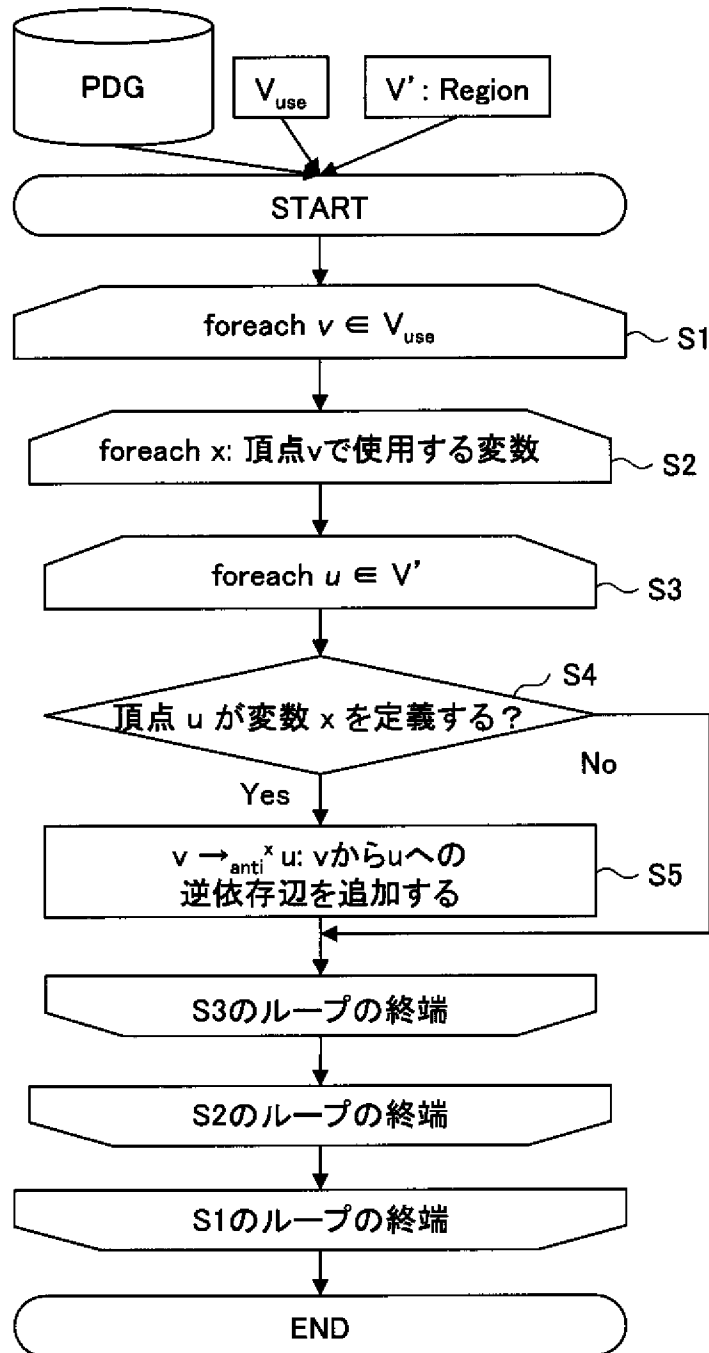 PDG
Vuse
V' : Region
START
foreach v ∈ Vuse
S1
foreach x: 頂点vで使用する変数
S2
foreach u ∈ V'
S3
S4
頂点 u が変数 x を定義する?
No
Yes
v →anti^x u: vからuへの
逆依存辺を追加する
S5
S3のループの終端
S2のループの終端
S1のループの終端
END